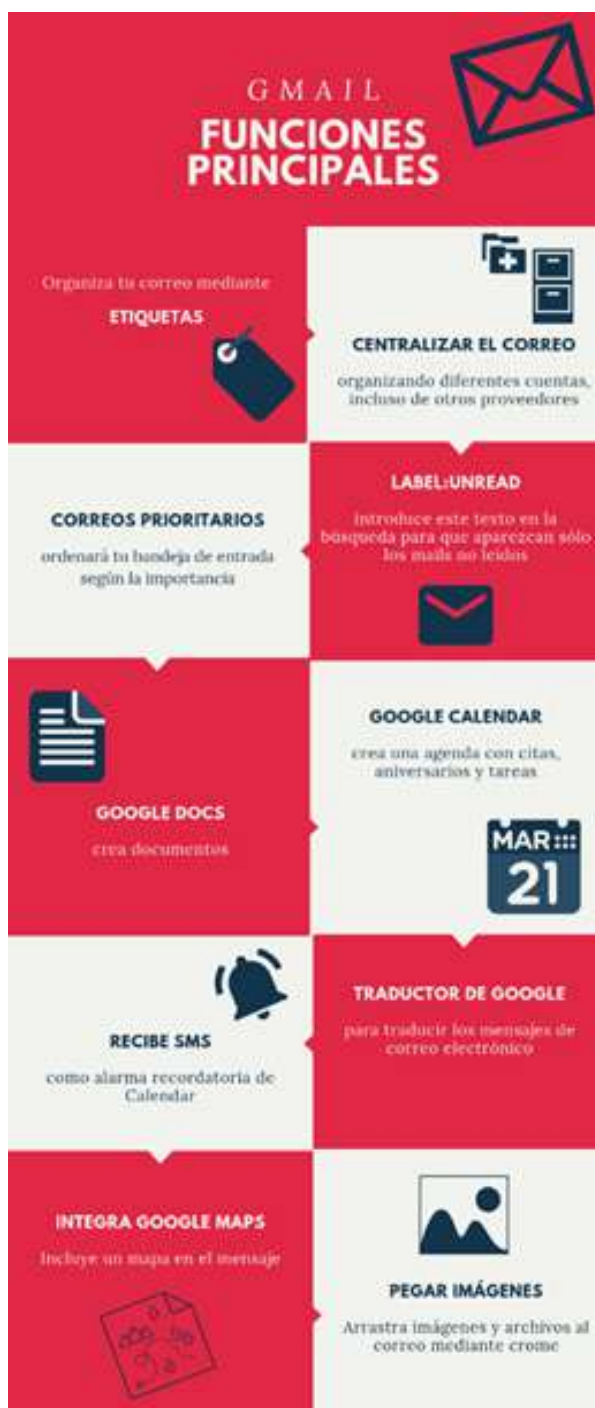 GMAIL
FUNCIONES
PRINCIPALES
Organiza tu correo mediante
ETIQUETAS
CENTRALIZAR EL CORREO
organizando diferentes cuentas,
incluso de otros proveedores
CORREOS PRIORITARIOS
ordenará tu bandeja de entrada
según la importancia
LABEL:UNREAD
introduce este texto en la
búsqueda para que aparezcan sólo
los mails no leídos
GOOGLE DOCS
crea documentos
GOOGLE CALENDAR
crea una agenda con citas,
aniversarios y tareas
MAR
21
RECIBE SMS
como alarma recordatoria de
Calendar
TRADUCTOR DE GOOGLE
para traducir los mensajes de
correo electrónico
INTEGRA GOOGLE MAPS
Incluye un mapa en el mensaje
PEGAR IMÁGENES
Arrastra imágenes y archivos al
correo mediante crome